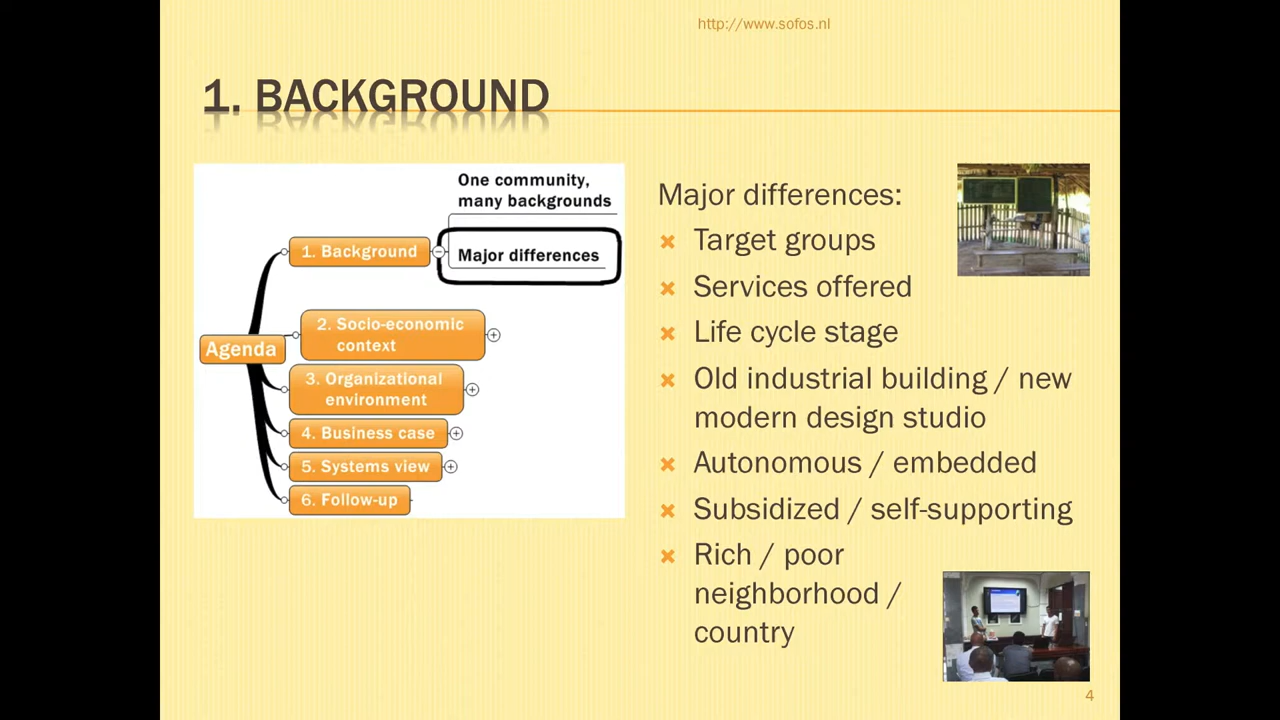 http://www.sofos.nl
1. BACKGROUND
One community,
many backgrounds
1. Background
Major differences
Agenda
2. Socio-economic
context
3. Organizational
environment
4. Business case
5. Systems view
6. Follow-up
Major differences:
Target groups
Services offered
Life cycle stage
Old industrial building / new
modern design studio
Autonomous / embedded
Subsidized / self-supporting
Rich / poor
neighborhood /
country
4